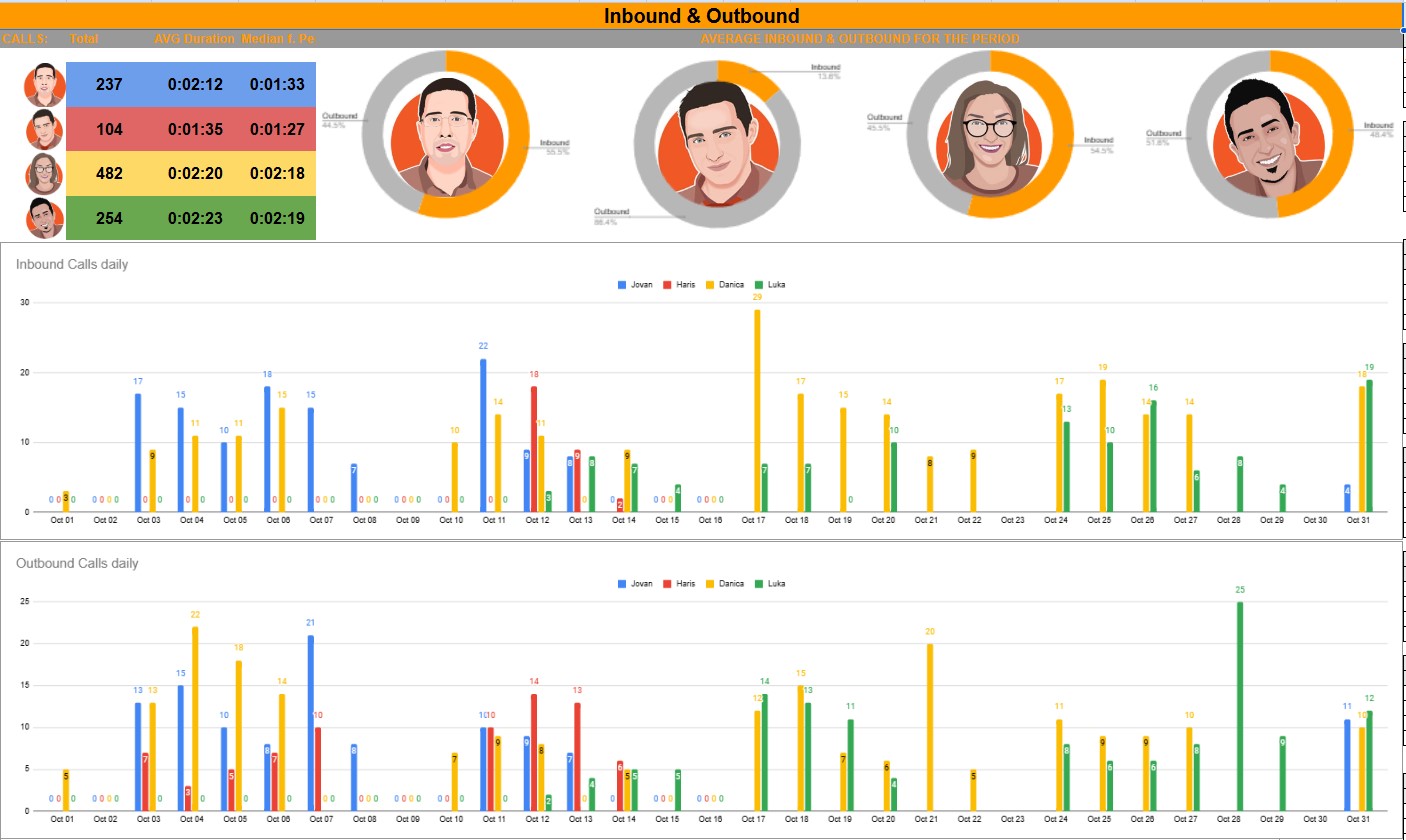 Inbound & Outbound
CALLS: Total AVG Duration Median f. Pe
AVERAGE INBOUND & OUTBOUND FOR THE PERIOD
237 0:02:12 0:01:33
104 0:01:35 0:01:27
482 0:02:20 0:02:18
254 0:02:23 0:02:19
Outbound
44.5%
Inbound
55.5%
Inbound
13.6%
Outbound
86.4%
Outbound
45.5%
Inbound
54.5%
Outbound
51.6%
Inbound
48.4%
Inbound Calls daily
Jovan Haris Danica Luka
30
20
10
0
0 0 3 0
0 0 0 0
17 0 9 0
15 0 11 0
10 0 11 0
18 0 15 0
15 0 0 0
7 0 0 0
0 0 0 0
0 0 10 0
22 0 14 0
9 18 11 3
8 9 0 8
0 2 9 7
0 0 0 4
0 0 0 0
29 7
17 7
15 0
14 10
8
9
17 13
19 10
14 16
14 6
8
4
4 18 19
Oct 01 Oct 02 Oct 03 Oct 04 Oct 05 Oct 06 Oct 07 Oct 08 Oct 09 Oct 10 Oct 11 Oct 12 Oct 13 Oct 14 Oct 15 Oct 16 Oct 17 Oct 18 Oct 19 Oct 20 Oct 21 Oct 22 Oct 23 Oct 24 Oct 25 Oct 26 Oct 27 Oct 28 Oct 29 Oct 30 Oct 31
Outbound Calls daily
Jovan Haris Danica Luka
25
20
15
10
5
0
0 0 5 0
0 0 0 0
13 7 13 0
15 3 22 0
10 5 18 0
8 7 14 0
21 10 0 0
8 0 0 0
0 0 0 0
0 0 7 0
10 10 9 0
9 14 8 2
7 13 0 4
0 6 5 5
0 0 0 5
0 0 0 0
12 14
15 13
7 11
6 4
20
5
11 8
9 6
9 6
10 8
25
9
11 10 12
Oct 01 Oct 02 Oct 03 Oct 04 Oct 05 Oct 06 Oct 07 Oct 08 Oct 09 Oct 10 Oct 11 Oct 12 Oct 13 Oct 14 Oct 15 Oct 16 Oct 17 Oct 18 Oct 19 Oct 20 Oct 21 Oct 22 Oct 23 Oct 24 Oct 25 Oct 26 Oct 27 Oct 28 Oct 29 Oct 30 Oct 31